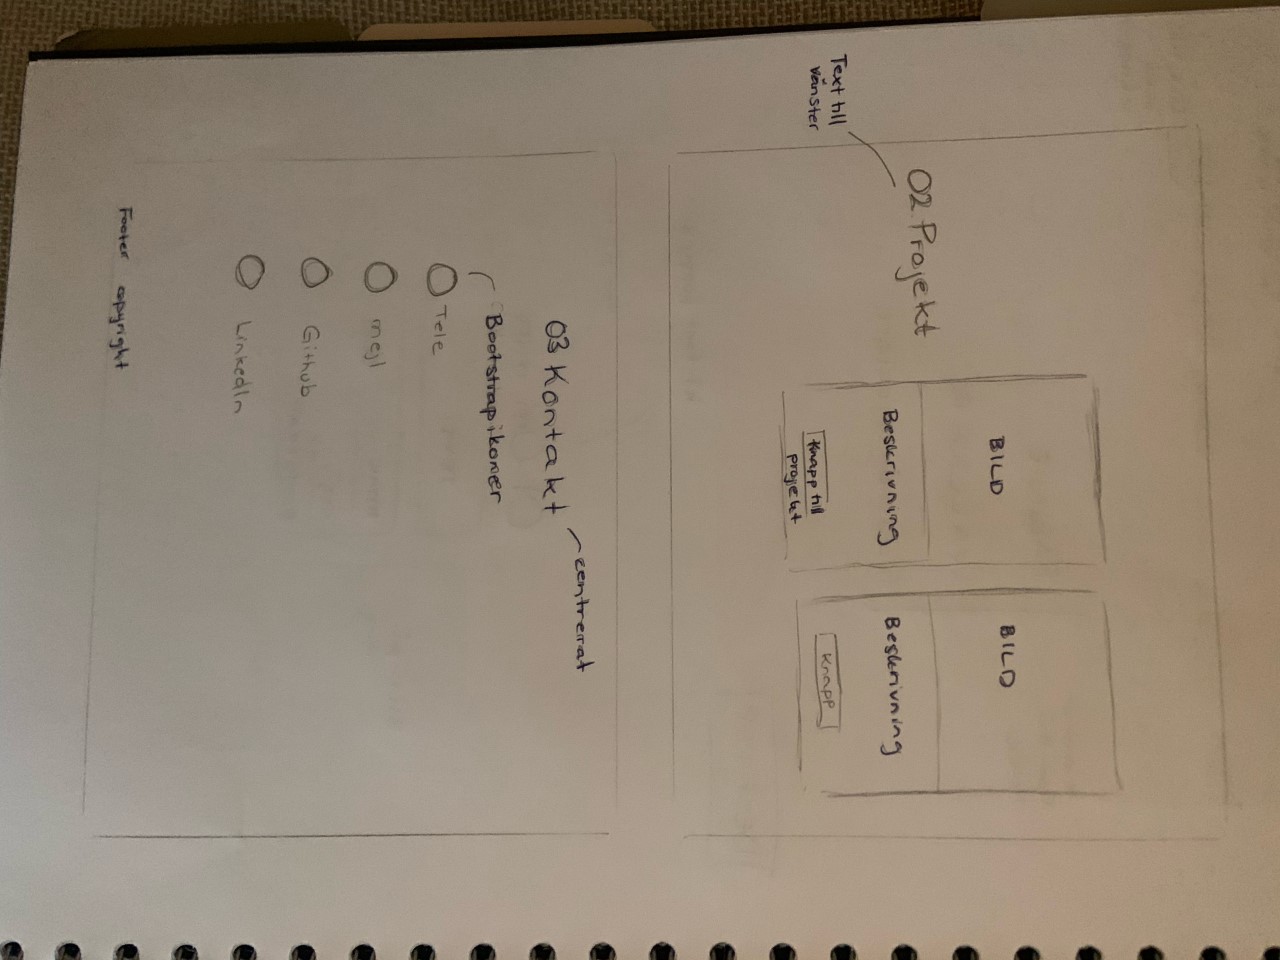 Text till
vänster
02 Projekt
BILD
Beskrivning
Knapp till
projekt
BILD
Beskrivning
Knapp
03 Kontakt
centrerat
Bootstrapikoner
Tele
mejl
Github
LinkedIn
Footer copyright